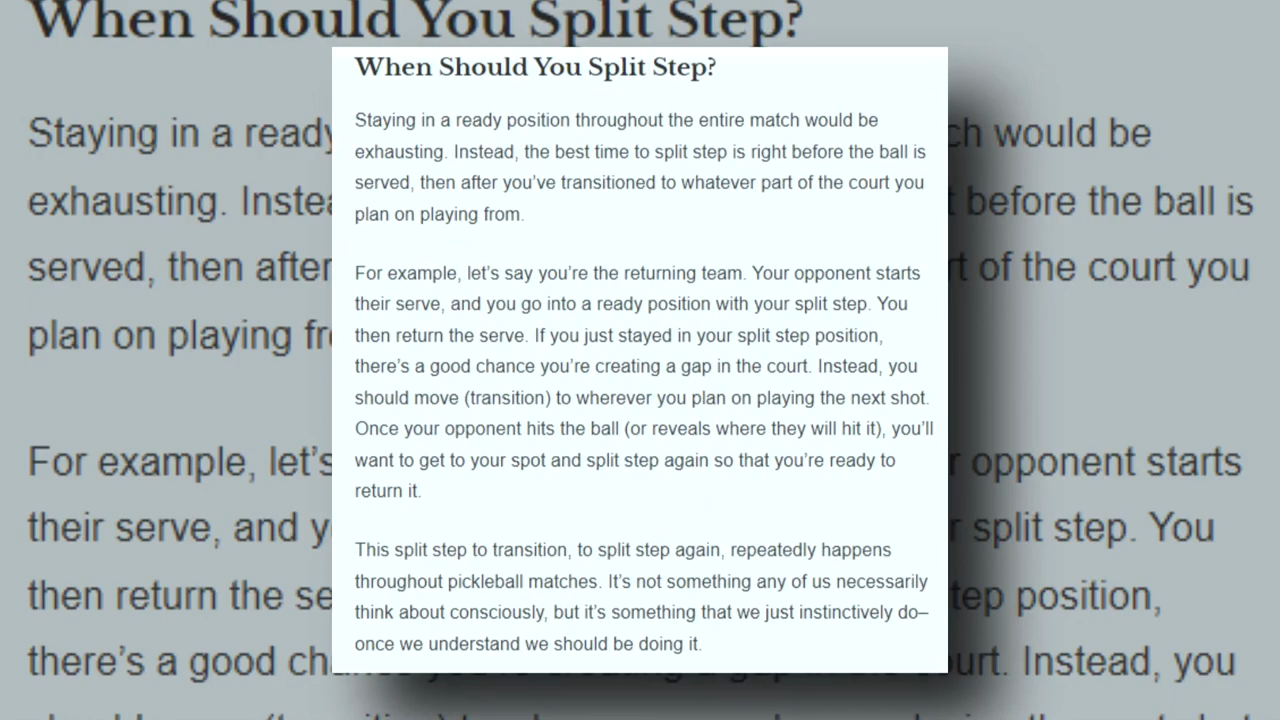 When Should You Split Step?
Staying in a ready position throughout the entire match would be
exhausting. Instead, the best time to split step is right before the ball is
served, then after you’ve transitioned to whatever part of the court you
plan on playing from.
For example, let’s say you’re the returning team. Your opponent starts
their serve, and you go into a ready position with your split step. You
then return the serve. If you just stayed in your split step position,
there’s a good chance you’re creating a gap in the court. Instead, you
should move (transition) to wherever you plan on playing the next shot.
Once your opponent hits the ball (or reveals where they will hit it), you’ll
want to get to your spot and split step again so that you’re ready to
return it.
This split step to transition, to split step again, repeatedly happens
throughout pickleball matches. It’s not something any of us necessarily
think about consciously, but it’s something that we just instinctively do–
once we understand we should be doing it.